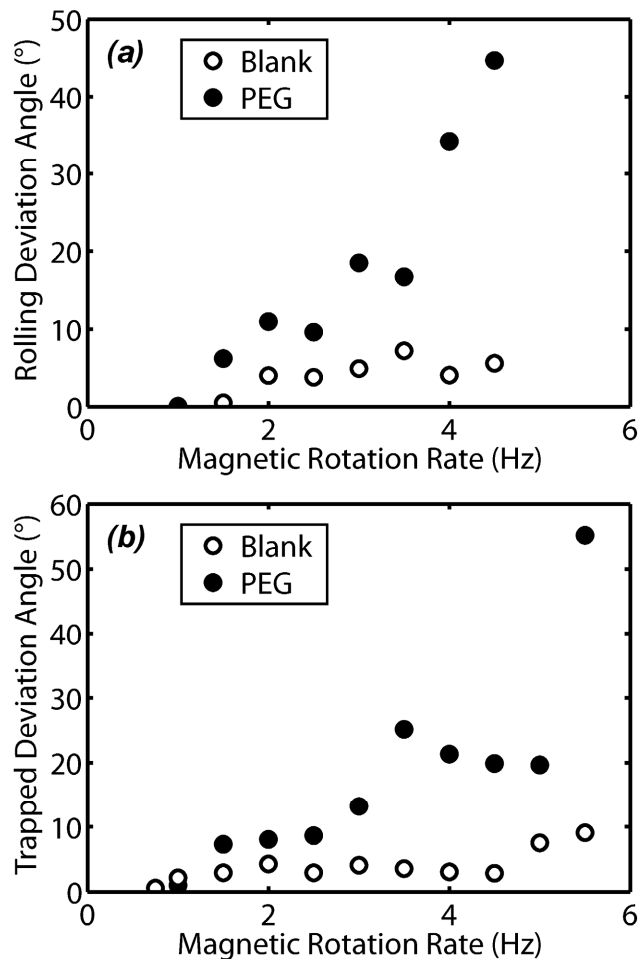 50
(a)
Blank
PEG
40
30
20
10
0
Rolling Deviation Angle (°)
0
2
4
6
Magnetic Rotation Rate (Hz)
60
(b)
Blank
PEG
50
40
30
20
10
0
Trapped Deviation Angle (°)
0
2
4
6
Magnetic Rotation Rate (Hz)